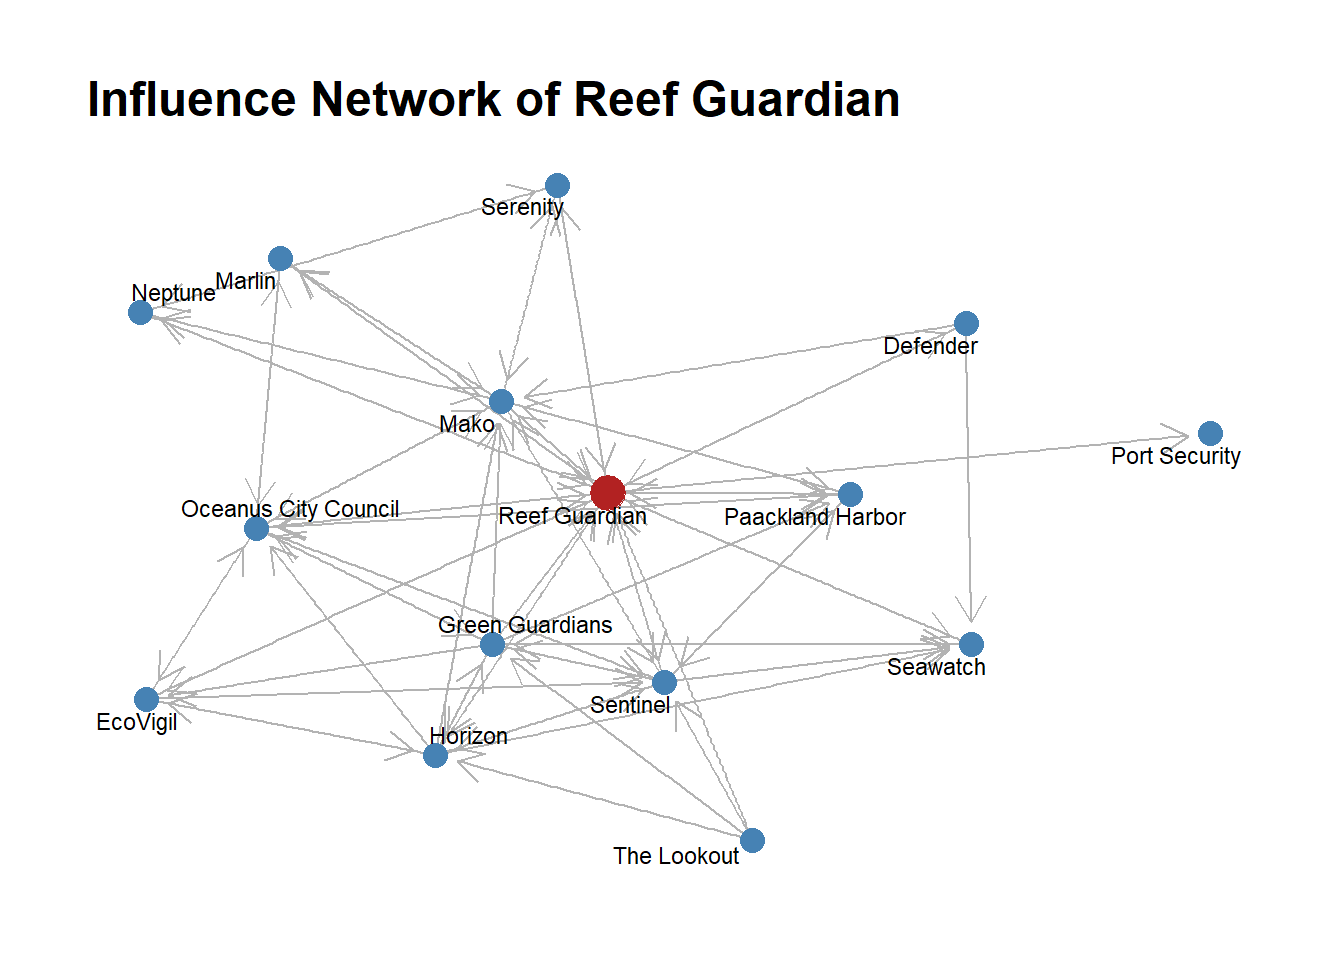 Influence Network of Reef Guardian
Serenity
Marlin
Neptune
Defender
Mako
Port Security
Oceanus City Council
Reef Guardian
Paackland Harbor
Green Guardians
Seawatch
Sentinel
EcoVigil
Horizon
The Lookout